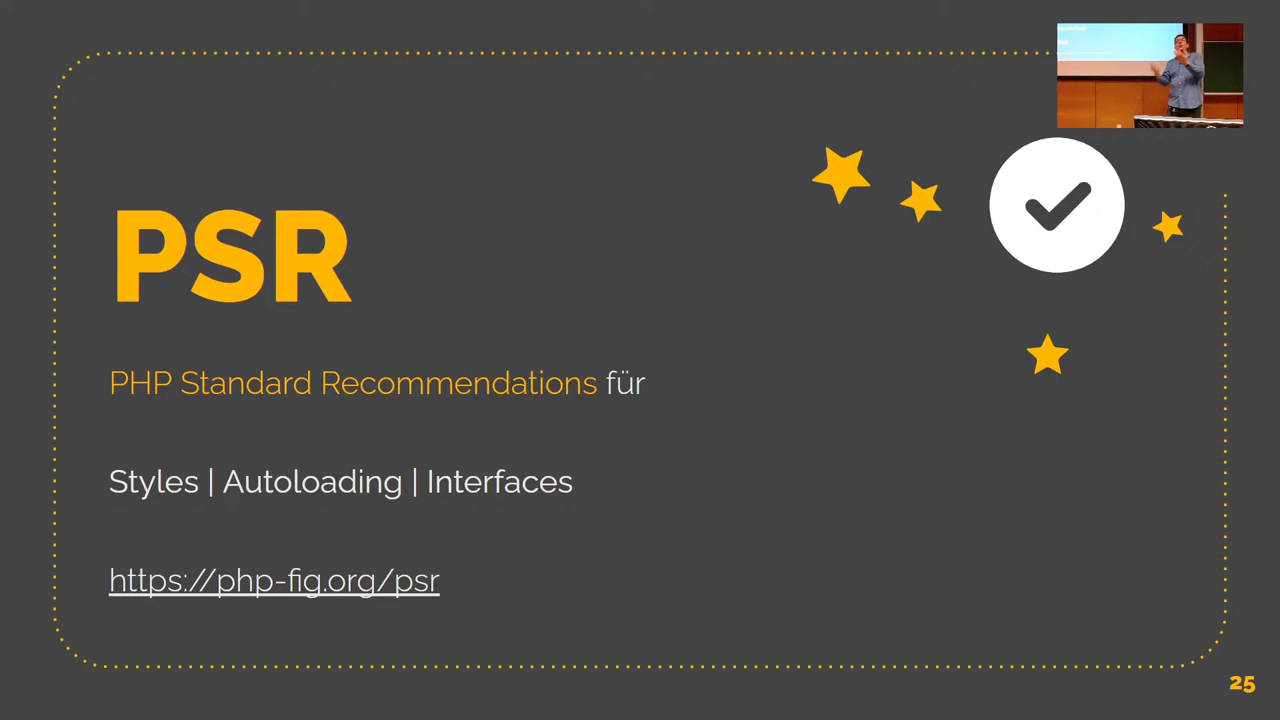 PSR
PHP Standard Recommendations für
Styles | Autoloading | Interfaces
https://php-fig.org/psr
25